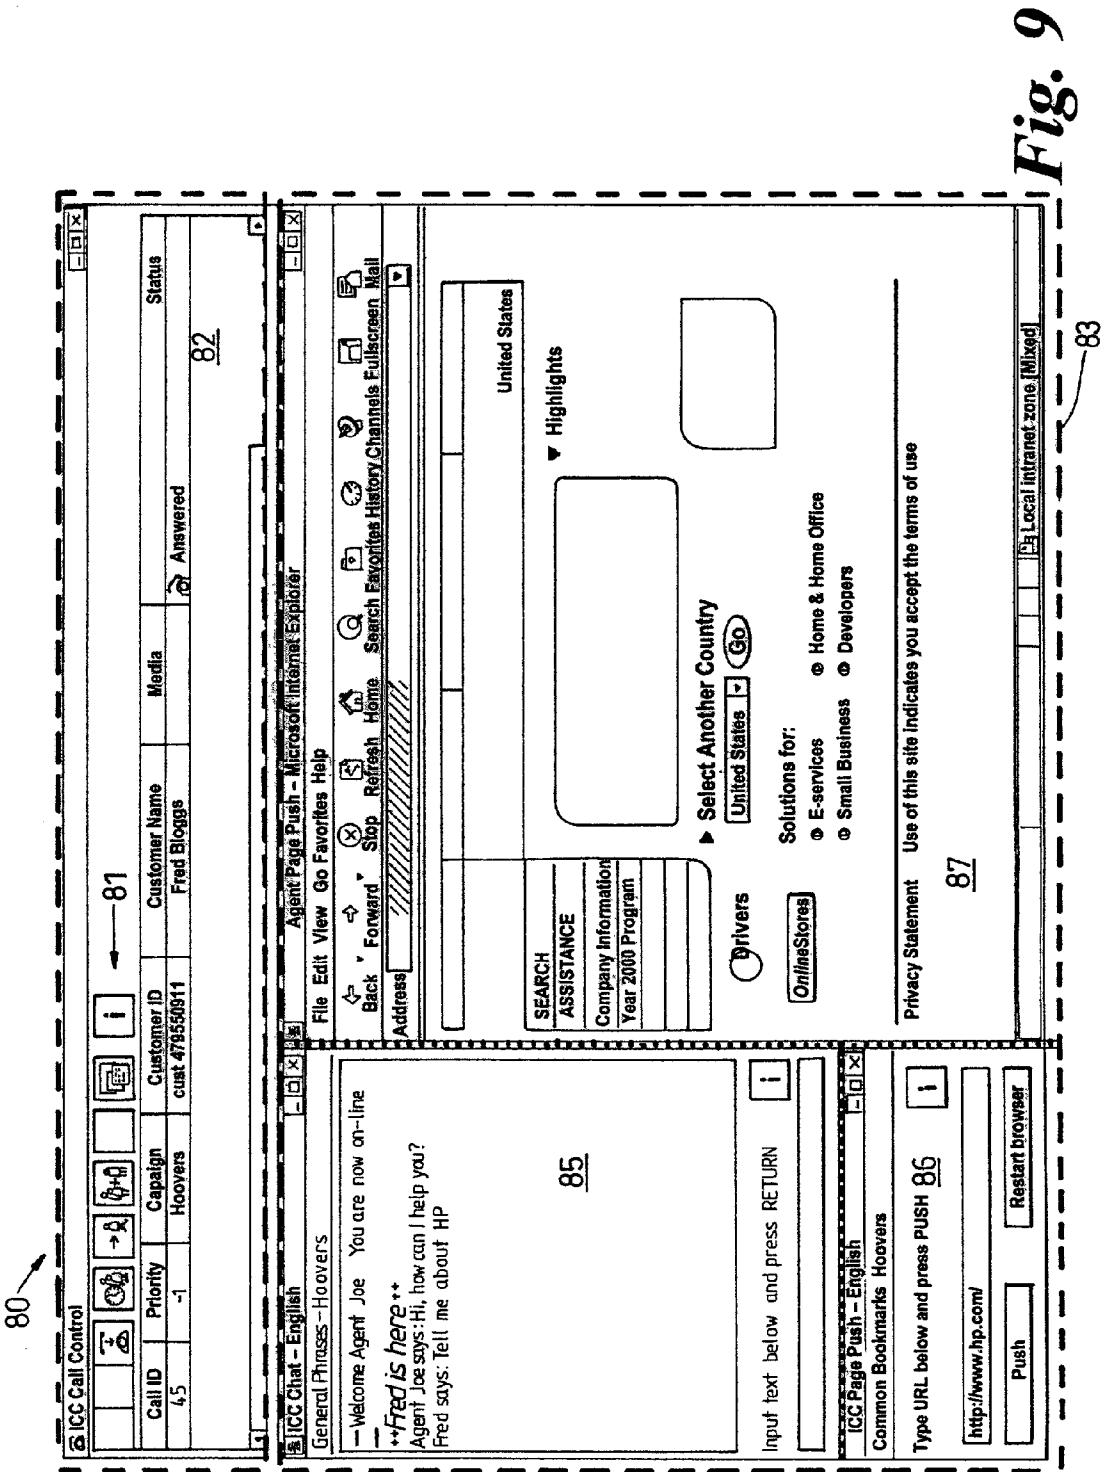 80
ICC Call Control
81
Call ID Priority Capaign Customer ID Customer Name Media Status
45 -1 Hoovers cust 479550911 Fred Bloggs Answered
82
ICC Chat – English
General Phrases – Hoovers
— Welcome Agent Joe You are now on-line
—
**Fred is here**
Agent Joe says: Hi, how can I help you?
Fred says: Tell me about HP
85
Input text below and press RETURN
i
ICC Page Push – English
Common Bookmarks Hoovers
Type URL below and press PUSH 86
i
http://www.hp.com/
Push Restart browser
Agent Page Push – Microsoft Internet Explorer
File Edit View Go Favorites Help
Back Forward Stop Refresh Home Search Favorites History Channels Fullscreen Mail
Address
United States
SEARCH
ASSISTANCE
Company Information
Year 2000 Program
Highlights
Drivers
OnlineStores
Select Another Country
United States Go
Solutions for:
E-services Home & Home Office
Small Business Developers
Privacy Statement Use of this site indicates you accept the terms of use
87
Local intranet zone [Mixed]
83
Fig. 9